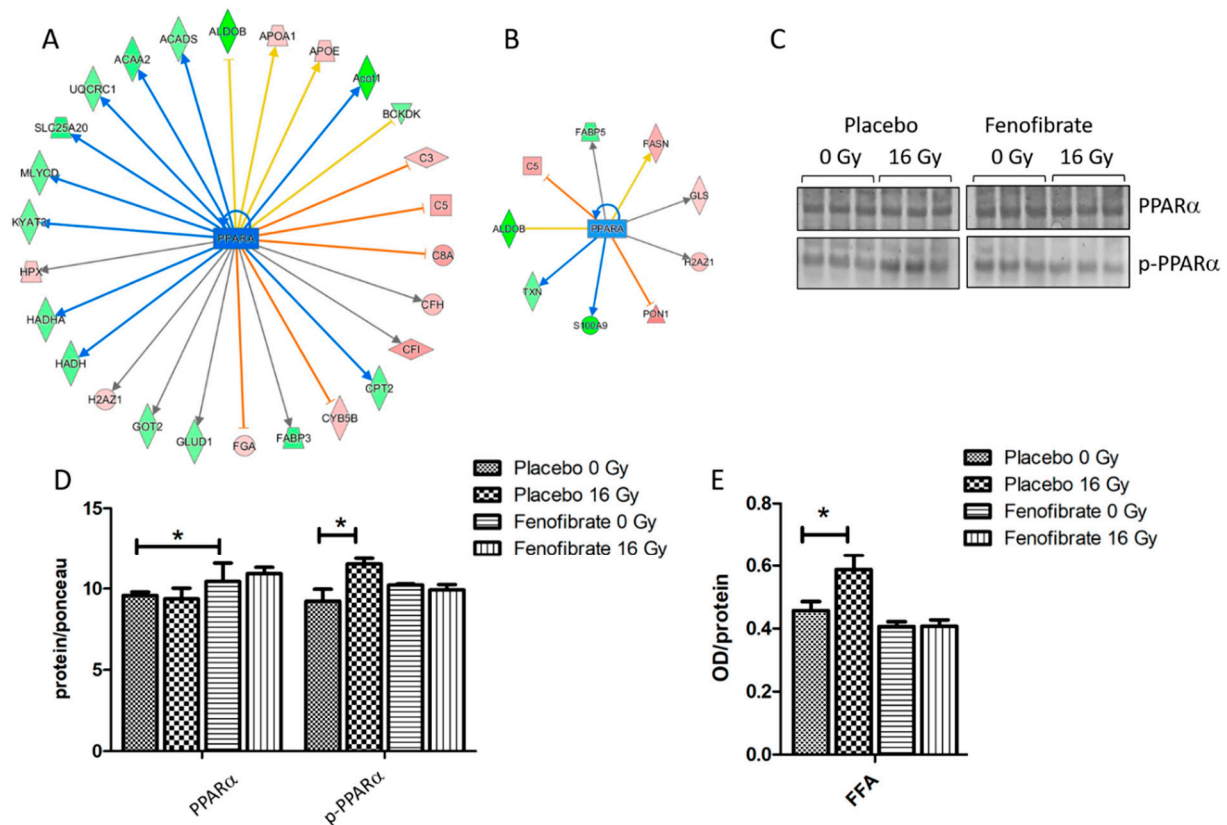 A
ALDOB
APOA1
APOE
Acot1
BCKDK
C3
C5
C8A
CFH
CFI
CPT2
CYB5B
FABP3
FGA
GLUD1
GOT2
H2AZ1
HADH
HADHA
HPX
KYAT3
MLYCD
SLC25A20
UQCRC1
ACAA2
ACADS
PPARA
B
FABP5
FASN
GLS
H2AZ1
PON1
S100A9
TXN
ALDOB
C5
PPARA
C
Placebo Fenofibrate
0 Gy 16 Gy 0 Gy 16 Gy
PPARα
p-PPARα
D
Placebo 0 Gy
Placebo 16 Gy
Fenofibrate 0 Gy
Fenofibrate 16 Gy
protein/ponceau
15
10
5
0
*
*
PPARα
p-PPARα
E
Placebo 0 Gy
Placebo 16 Gy
Fenofibrate 0 Gy
Fenofibrate 16 Gy
OD/protein
0.8
0.6
0.4
0.2
0.0
*
FFA